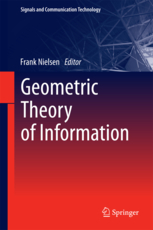 Signals and Communication Technology
Frank Nielsen Editor
Geometric
Theory
of Information
Springer